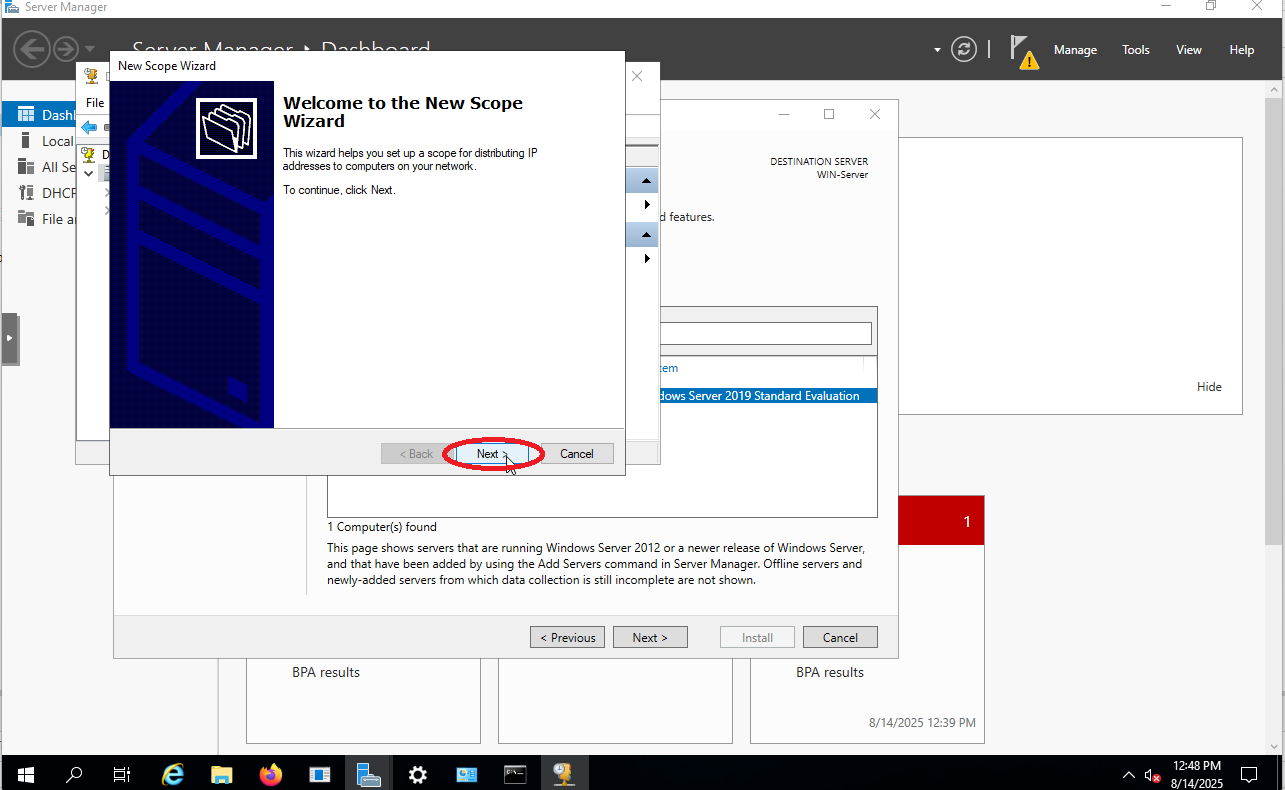 Server Manager
Server Manager • Dashboard
Manage
Tools
View
Help
New Scope Wizard
File
Welcome to the New Scope
Wizard
This wizard helps you set up a scope for distributing IP
addresses to computers on your network.
To continue, click Next.
< Back
Next >
Cancel
Dashl
Local
All Se
DHCP
File a
DESTINATION SERVER
WIN-Server
d features.
tem
dows Server 2019 Standard Evaluation
Hide
1 Computer(s) found
This page shows servers that are running Windows Server 2012 or a newer release of Windows Server,
and that have been added by using the Add Servers command in Server Manager. Offline servers and
newly-added servers from which data collection is still incomplete are not shown.
< Previous
Next >
Install
Cancel
1
BPA results
BPA results
8/14/2025 12:39 PM
12:48 PM
8/14/2025